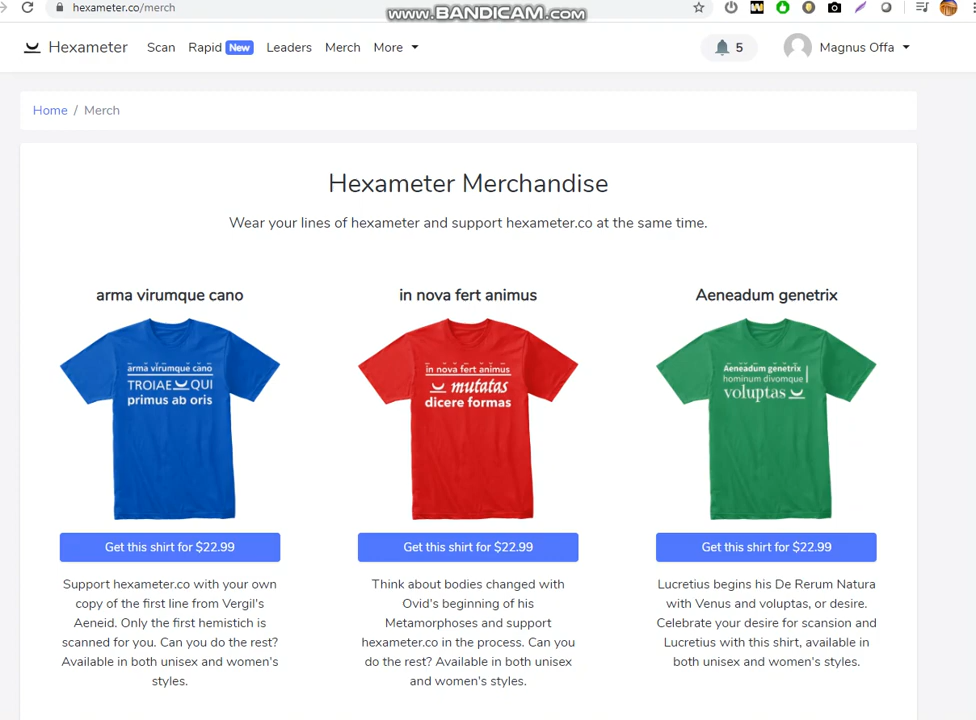 hexameter.co/merch
www.BANDICAM.com
Hexameter Scan Rapid New Leaders Merch More 5 Magnus Offa
Home / Merch
Hexameter Merchandise
Wear your lines of hexameter and support hexameter.co at the same time.
arma virumque cano
arma virumque cano
TROIAE QUI
primus ab oris
Get this shirt for $22.99
Support hexameter.co with your own
copy of the first line from Vergil's
Aeneid. Only the first hemistich is
scanned for you. Can you do the rest?
Available in both unisex and women's
styles.
in nova fert animus
in nova fert animus
mutatas
dicere formas
Get this shirt for $22.99
Think about bodies changed with
Ovid's beginning of his
Metamorphoses and support
hexameter.co in the process. Can you
do the rest? Available in both unisex
and women's styles.
Aeneadum genetrix
Aeneadum genetrix
hominum divomque
voluptas
Get this shirt for $22.99
Lucretius begins his De Rerum Natura
with Venus and voluptas, or desire.
Celebrate your desire for scansion and
Lucretius with this shirt, available in
both unisex and women's styles.